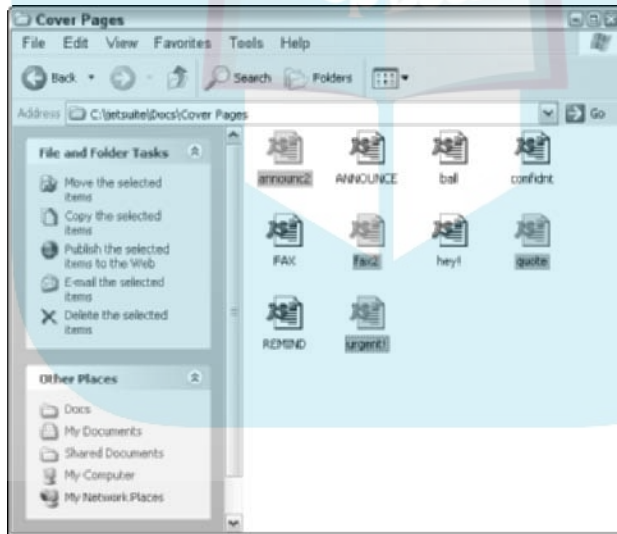 Cover Pages
File Edit View Favorites Tools Help
Back Search Folders
Address C:\jetsuite\Docs\Cover Pages Go
File and Folder Tasks
Move the selected
items
Copy the selected
items
Publish the selected
items to the Web
E-mail the selected
items
Delete the selected
items
Other Places
Docs
My Documents
Shared Documents
My Computer
My Network Places
announc2 ANNOUNCE ball confidnt
FAX Fax2 hey! quote
REMIND urgent!